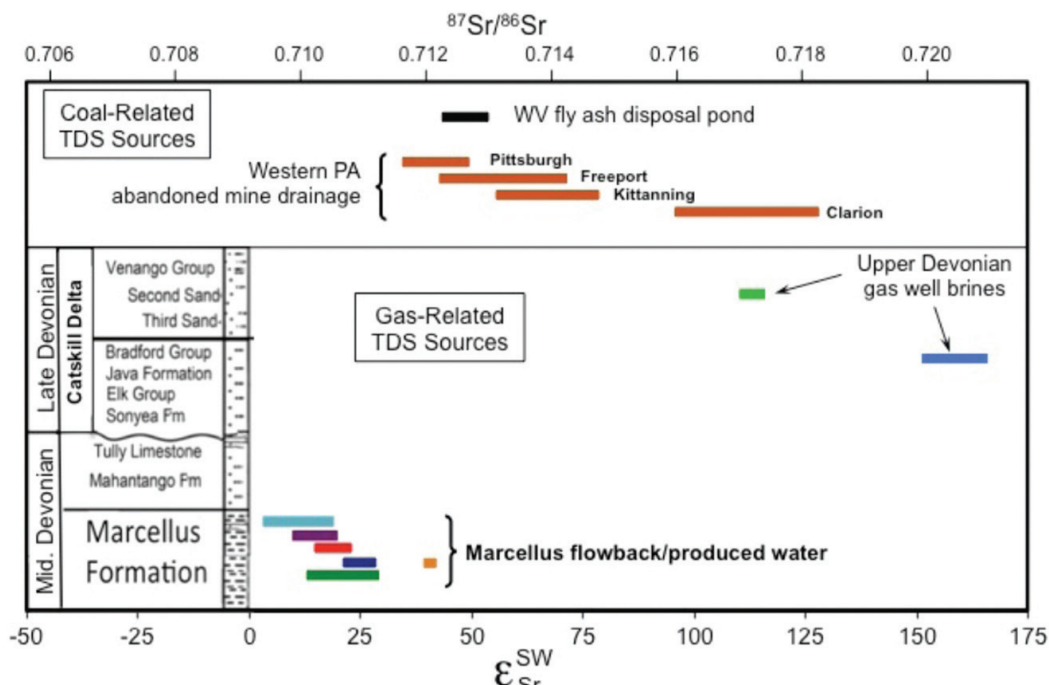 87Sr/86Sr
0.706 0.708 0.710 0.712 0.714 0.716 0.718 0.720
Coal-Related
TDS Sources
WV fly ash disposal pond
Western PA
abandoned mine drainage
Pittsburgh
Freeport
Kittanning
Clarion
Late Devonian
Catskill Delta
Venango Group
Second Sand
Third Sand
Bradford Group
Java Formation
Elk Group
Sonyea Fm
Gas-Related
TDS Sources
Upper Devonian
gas well brines
Mid. Devonian
Tully Limestone
Mahantango Fm
Marcellus
Formation
Marcellus flowback/produced water
-50 -25 0 25 50 75 100 125 150 175
εSWSr